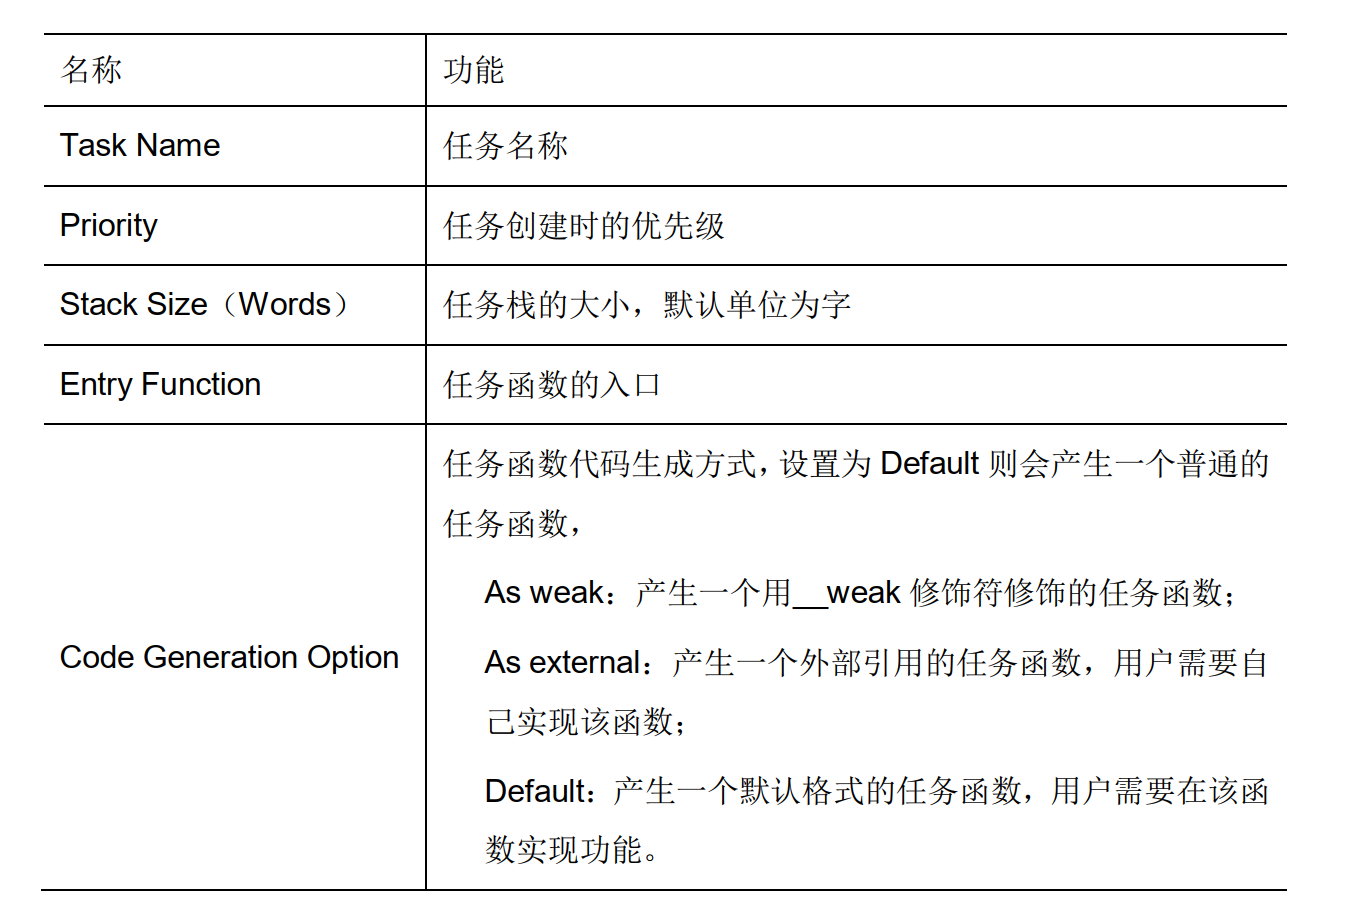 名称 功能
Task Name 任务名称
Priority 任务创建时的优先级
Stack Size（Words） 任务栈的大小，默认单位为字
Entry Function 任务函数的入口
任务函数代码生成方式，设置为 Default 则会产生一个普通的
任务函数，
As weak：产生一个用__weak 修饰符修饰的任务函数；
Code Generation Option
As external：产生一个外部引用的任务函数，用户需要自
己实现该函数；
Default：产生一个默认格式的任务函数，用户需要在该函
数实现功能。